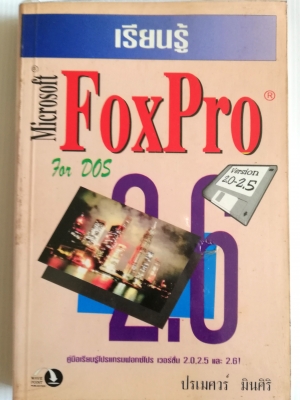 เรียนรู้
Microsoft®
FoxPro®
For DOS
Version
2.0-2.5
2.6
คู่มือเรียนรู้โปรแกรมฟอกซ์โปร เวอร์ชั่น 2.0,2.5 และ 2.6!
ปรเมศวร์ มินศิริ